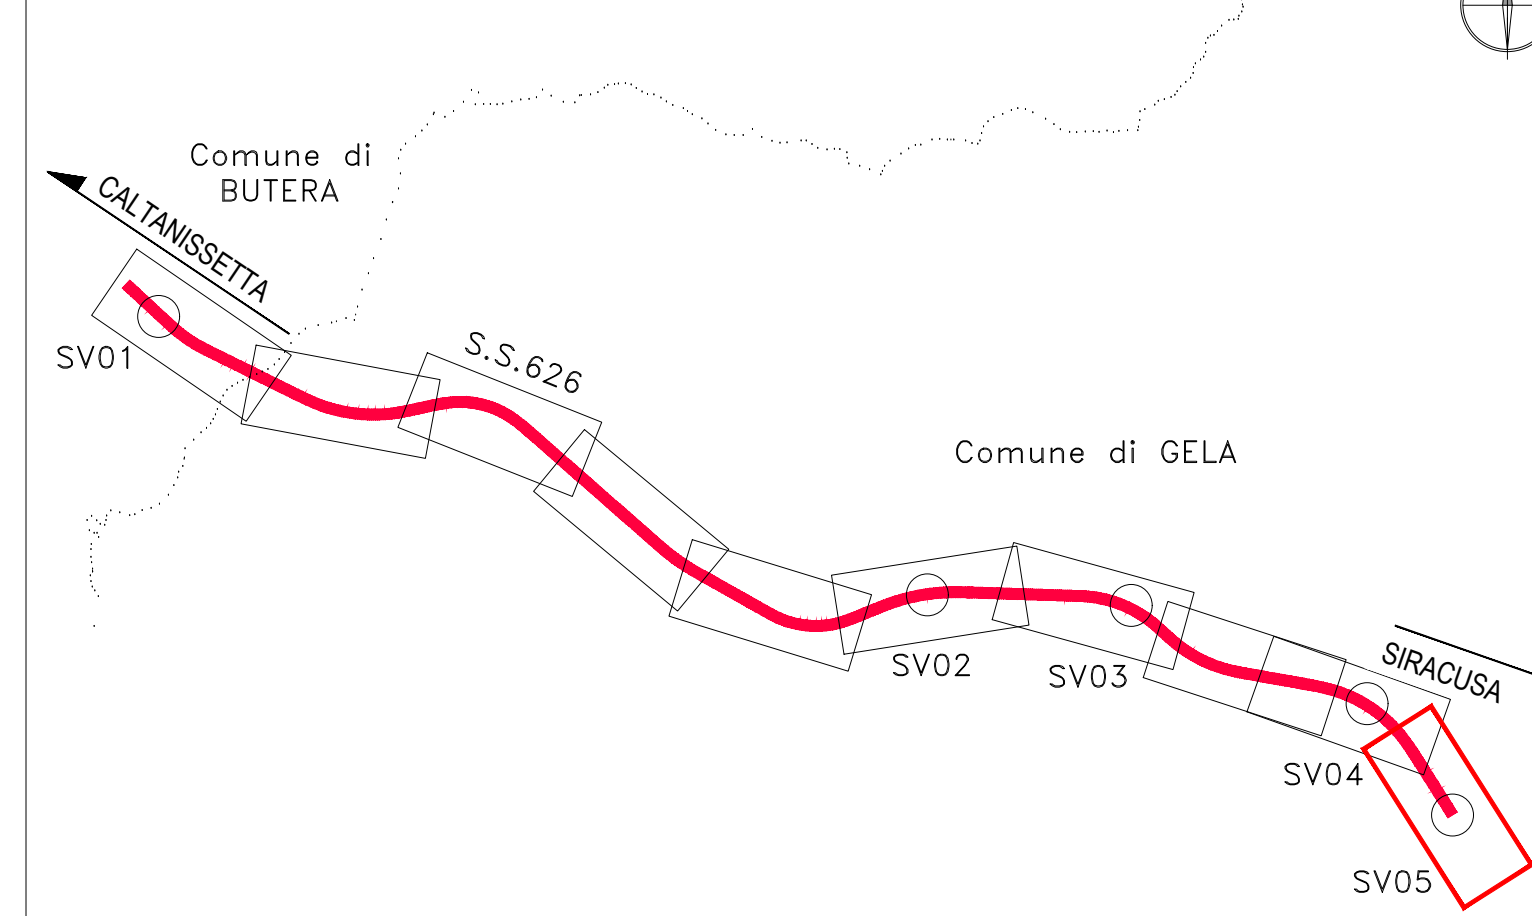 Comune di
BUTERA
CALTANISSETTA
SV01
S.S.626
Comune di GELA
SV02
SV03
SIRACUSA
SV04
SV05